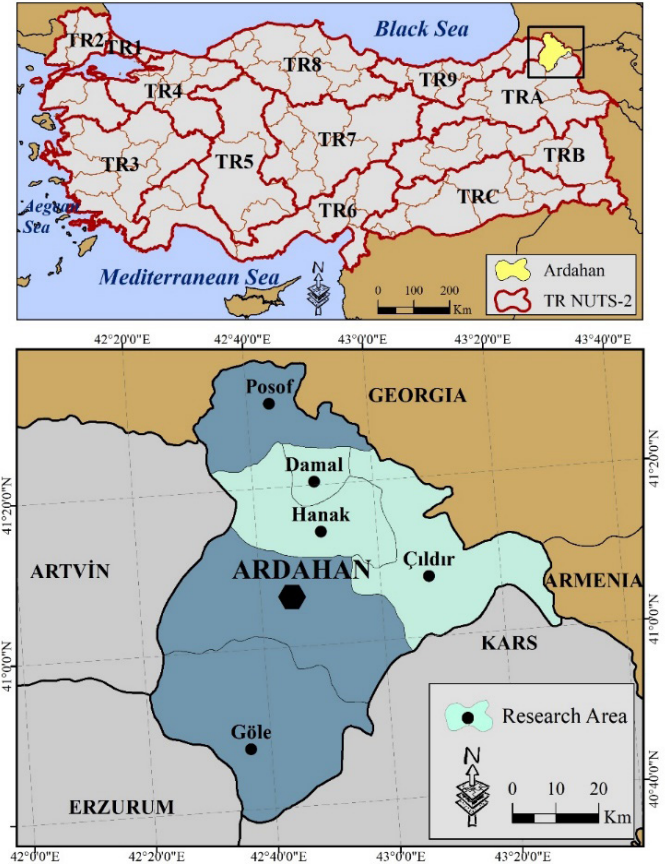 Black Sea
TR2
TR1
TR8
TR4
TR9
TRA
TR3
TR5
TR7
TRB
TRC
TR6
Aegean
Sea
Mediterranean Sea
N
0 100 200
Km
Ardahan
TR NUTS-2
42°20'0"E 42°40'0"E 43°0'0"E 43°20'0"E 43°40'0"E
Posof
GEORGIA
Damal
Hanak
Çıldır
ARDAHAN
ARTVİN
ARMENIA
KARS
Göle
ERZURUM
41°20'0"N
41°0'0"N
41°20'0"N
41°0'0"N
40°40'0"N
Research Area
N
0 10 20
Km
42°0'0"E 42°20'0"E 42°40'0"E 43°0'0"E 43°20'0"E